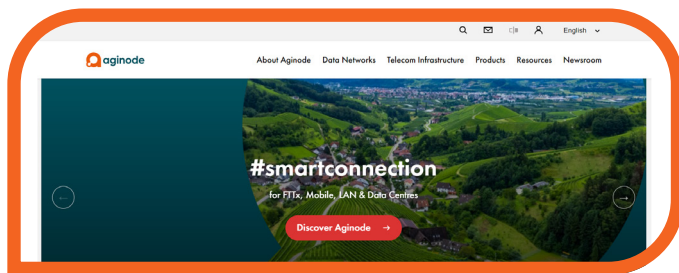 English
aginode
About Aginode Data Networks Telecom Infrastructure Products Resources Newsroom
#smartconnection
for FTTx, Mobile, LAN & Data Centres
Discover Aginode →